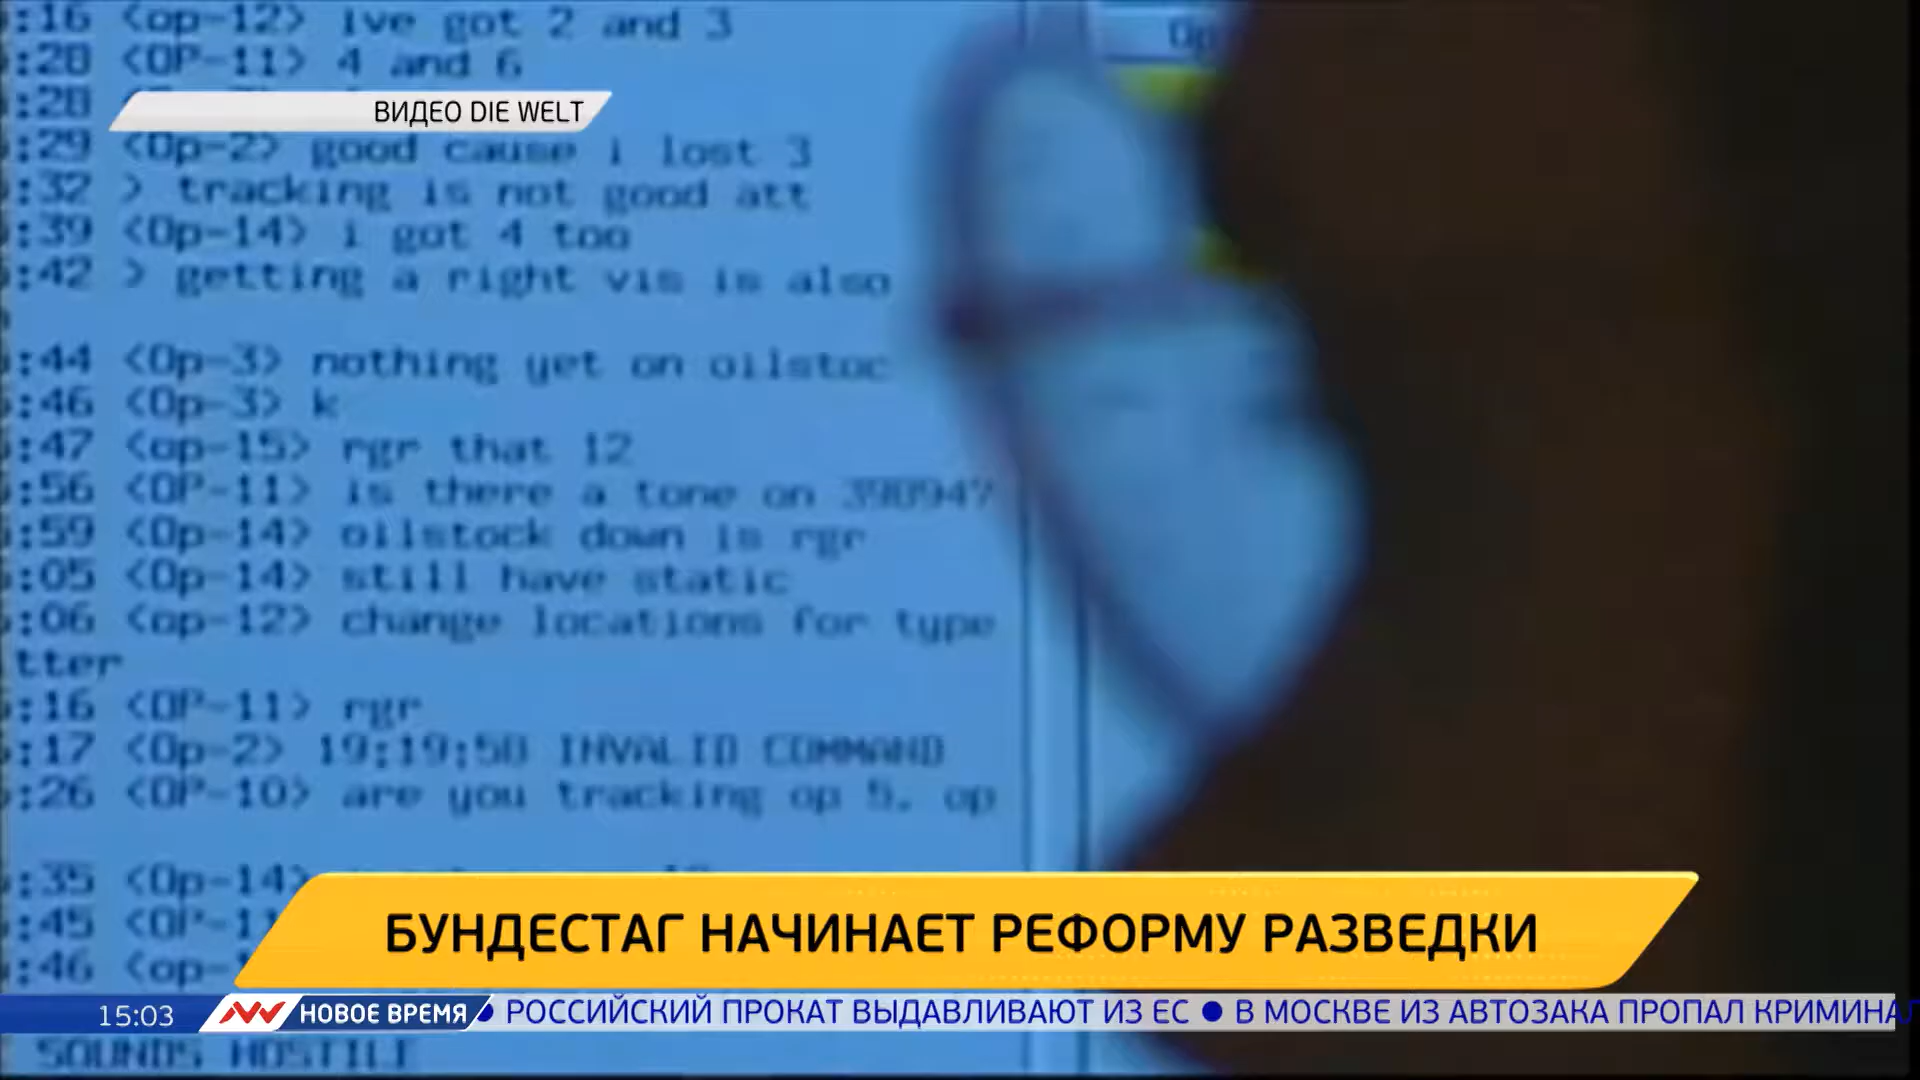 :16 <op-12> ive got 2 and 3
:28 <OP-11> 4 and 6
:28
ВИДЕО DIE WELT
:29 <Op-2> good cause i lost 3
:32 > tracking is not good att
:39 <Op-14> i got 4 too
:42 > getting a right vis is also
:44 <Op-3> nothing yet on oilstoc
:46 <Op-3> k
:47 <op-15> rgr that 12
:56 <OP-11> is there a tone on
:59 <Op-14> oilstock down is rgr
:05 <Op-14> still have static
:06 <op-12> change locations for type
tter
:16 <OP-11> rgr
:17 <Op-2> 19:19:58 INVALID COMMAND
:26 <OP-10> are you tracking op 5, op
:35 <Op-14>
:45 <OP-11
:46 <op-1
БУНДЕСТАГ НАЧИНАЕТ РЕФОРМУ РАЗВЕДКИ
15:03 НОВОЕ ВРЕМЯ ● РОССИЙСКИЙ ПРОКАТ ВЫДАВЛИВАЮТ ИЗ ЕС ● В МОСКВЕ ИЗ АВТОЗАКА ПРОПАЛ КРИМИНАЛ
SOUNDS HOSTILE